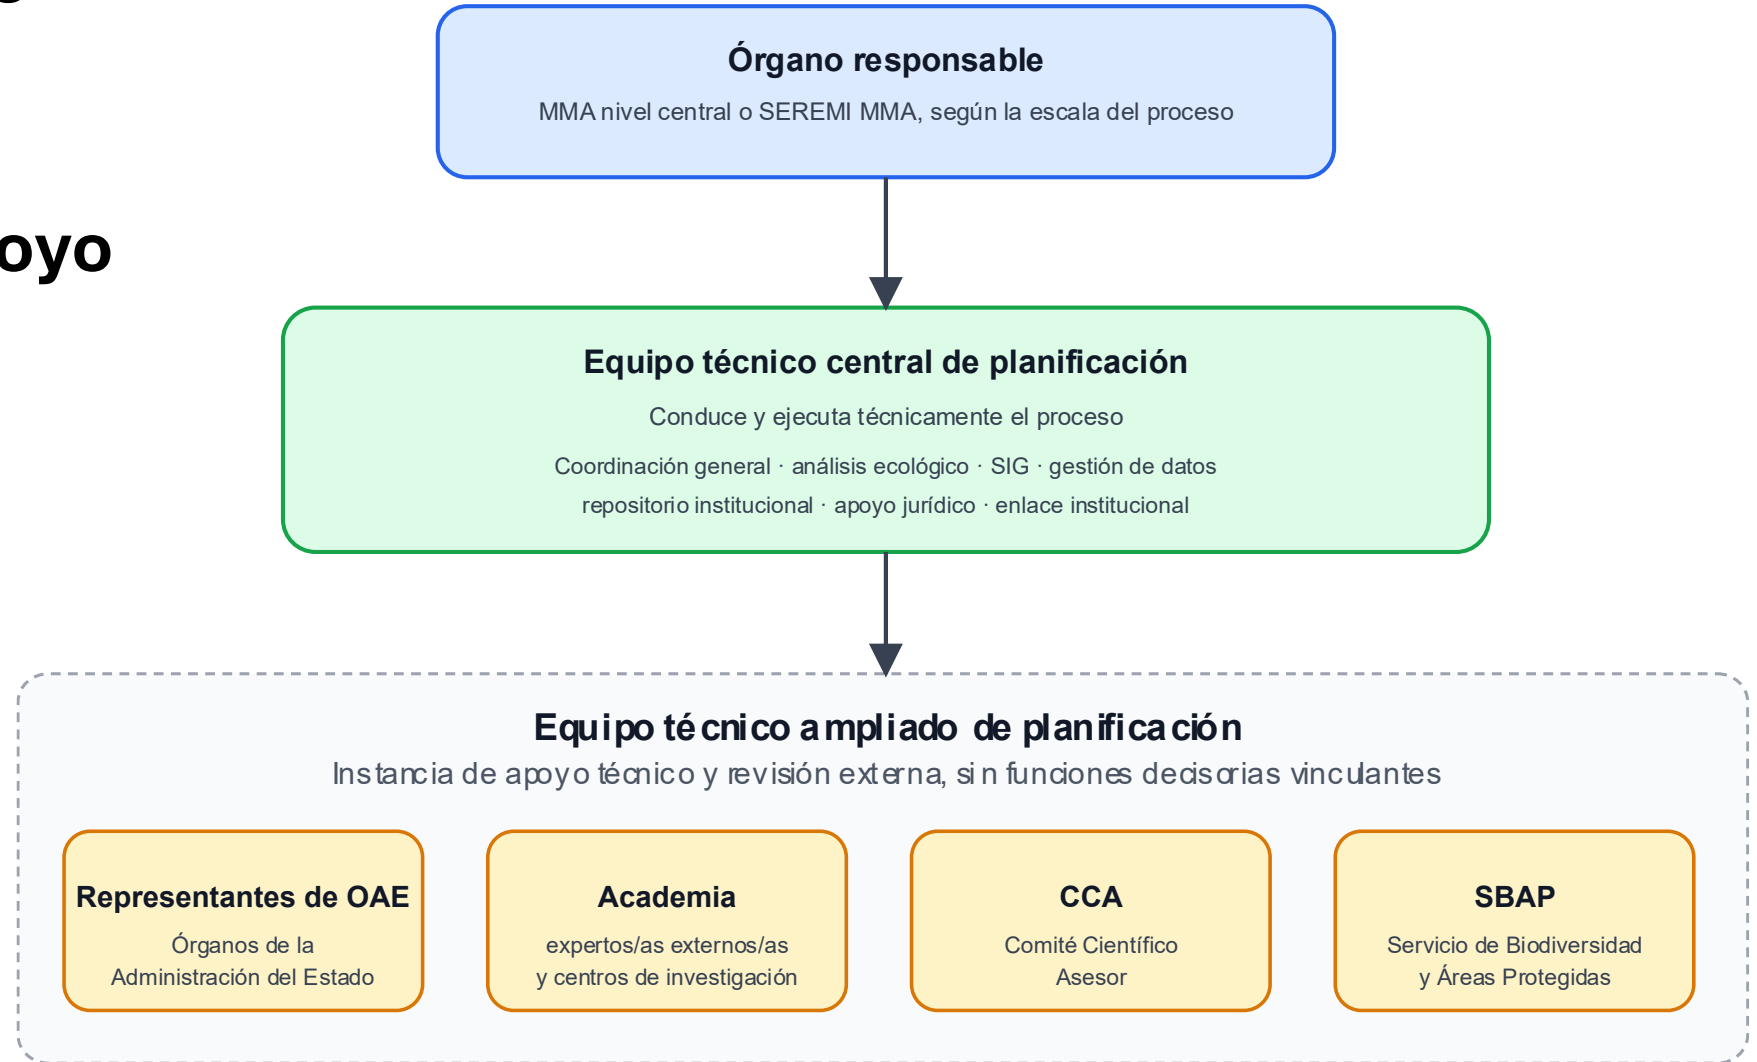 Órgano responsable
MMA nivel central o SEREMI MMA, según la escala del proceso
oyo
Equipo técnico central de planificación
Conduce y ejecuta técnicamente el proceso
Coordinación general · análisis ecológico · SIG · gestión de datos
repositorio institucional · apoyo jurídico · enlace institucional
Equipo técnico ampliado de planificación
Instancia de apoyo técnico y revisión externa, sin funciones decisorias vinculantes
Representantes de OAE
Órganos de la
Administración del Estado
Academia
expertos/as externos/as
y centros de investigación
CCA
Comité Científico
Asesor
SBAP
Servicio de Biodiversidad
y Áreas Protegidas